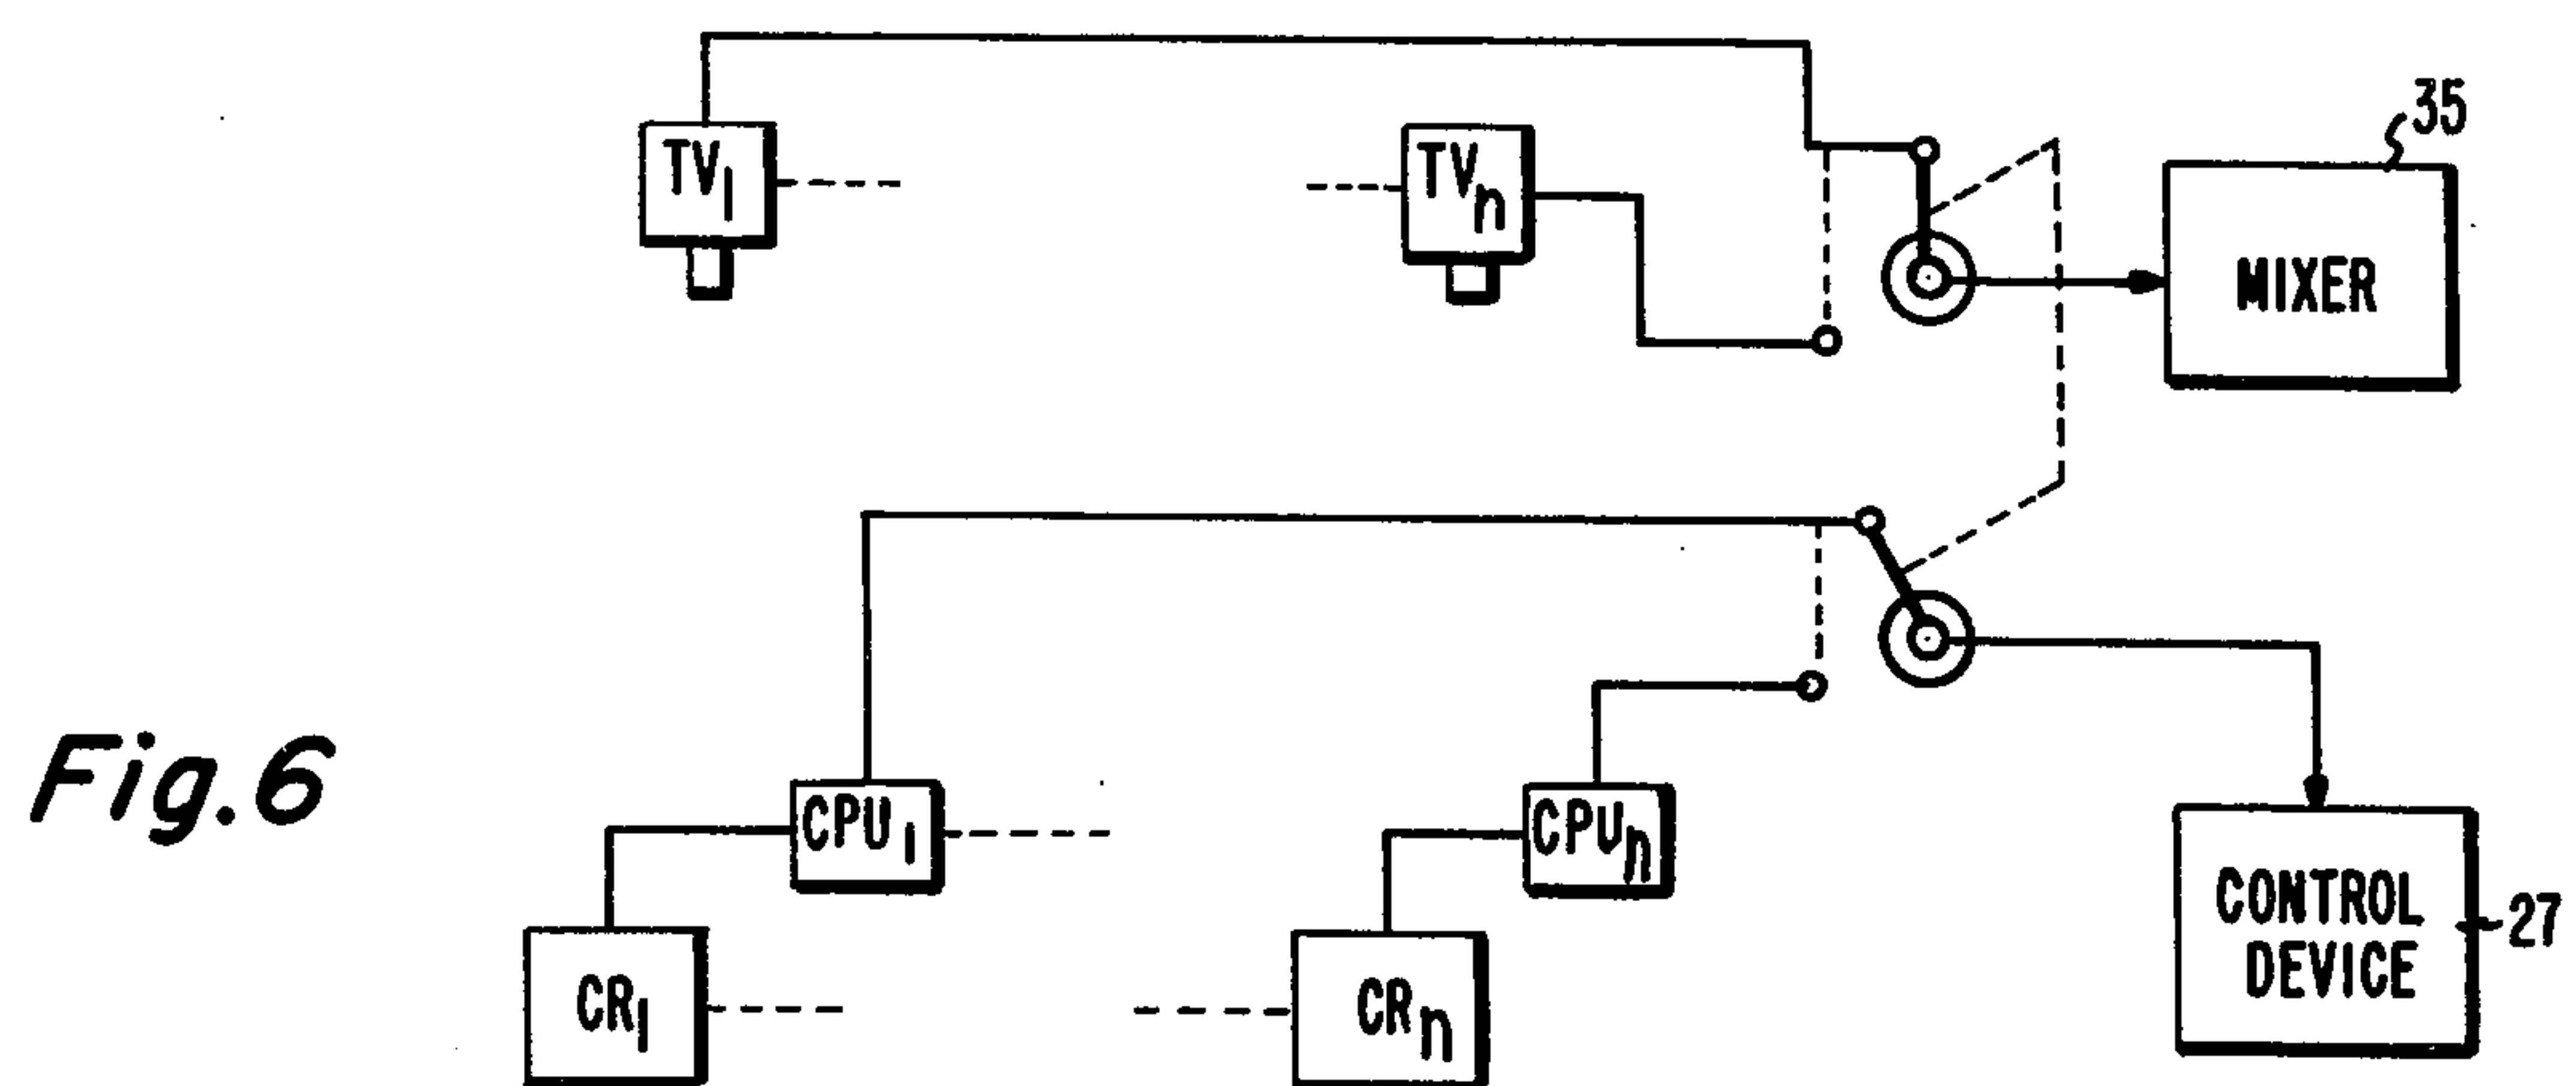 35
TV1
TVn
MIXER
Fig.6
CPU1
CPUn
CONTROL
DEVICE
27
CR1
CRn